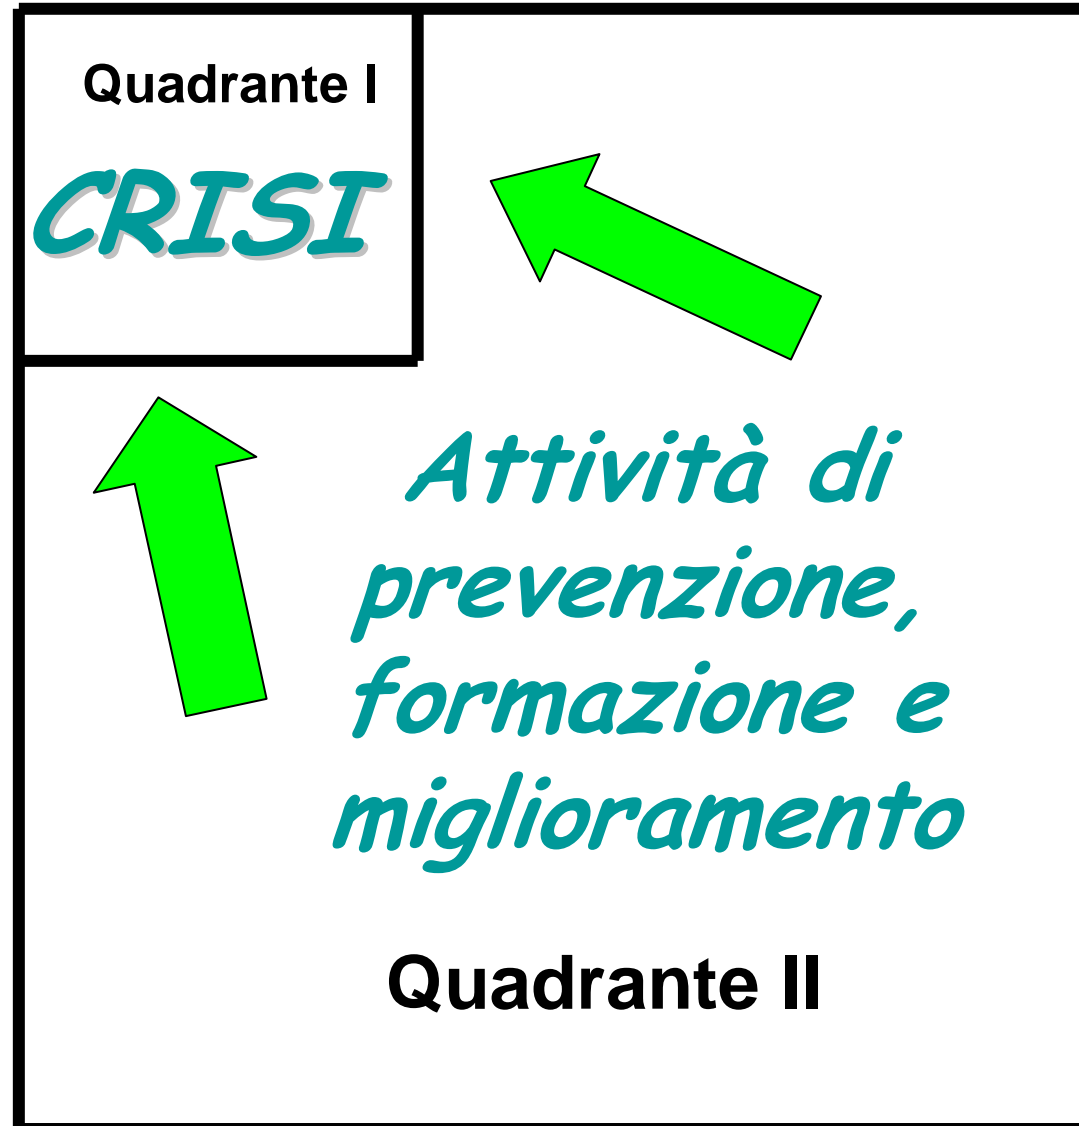 Quadrante I
CRISI
Attività di
prevenzione,
formazione e
miglioramento
Quadrante II